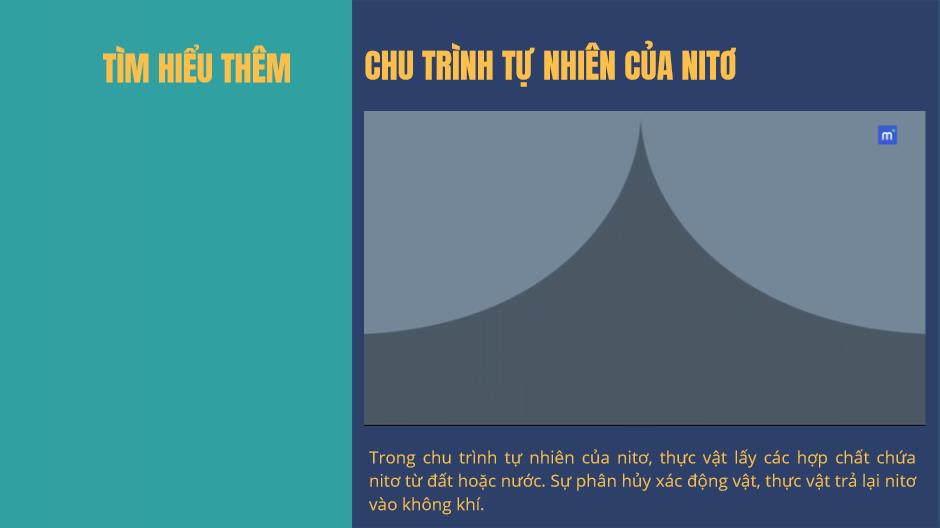 TÌM HIỂU THÊM
CHU TRÌNH TỰ NHIÊN CỦA NITƠ
m
Trong chu trình tự nhiên của nitơ, thực vật lấy các hợp chất chứa
nitơ từ đất hoặc nước. Sự phân hủy xác động vật, thực vật trả lại nitơ
vào không khí.